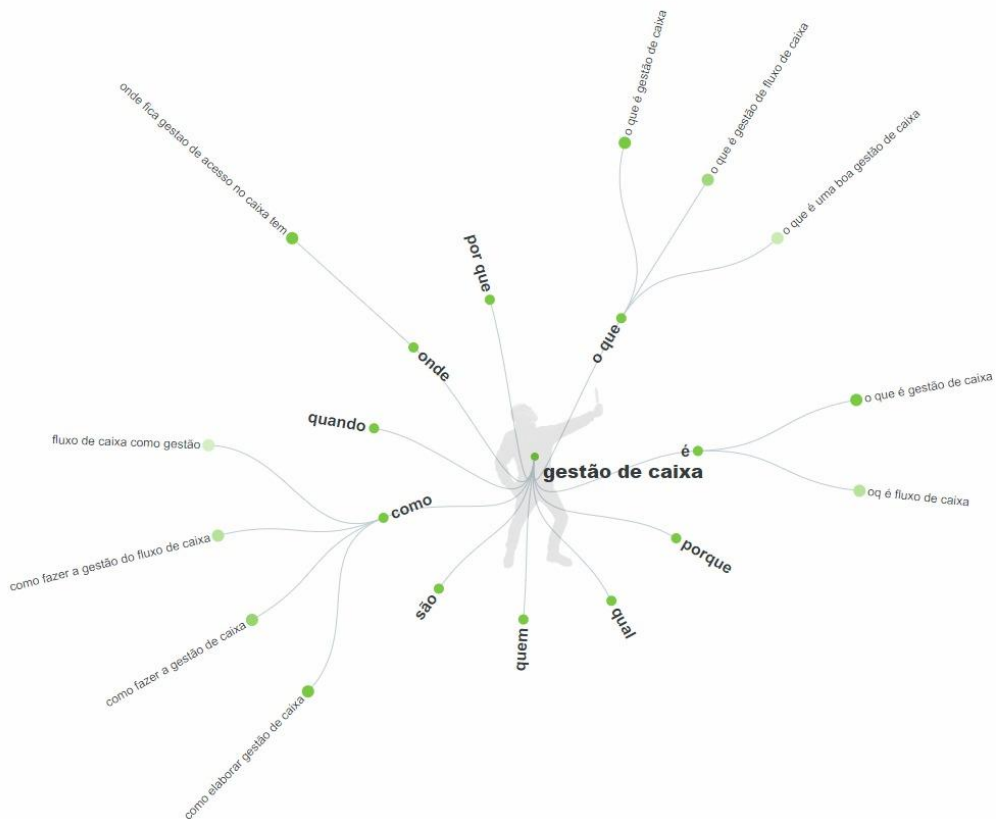 o que é gestão de caixa
o que é gestão de fluxo de caixa
o que é uma boa gestão de caixa
o que
onde fica gestao de acesso no caixa tem
onde
por que
quando
é
o que é gestão de caixa
oq é fluxo de caixa
gestão de caixa
como
fluxo de caixa como gestão
como fazer a gestão do fluxo de caixa
como fazer a gestão de caixa
como elaborar gestão de caixa
são
quem
qual
porque